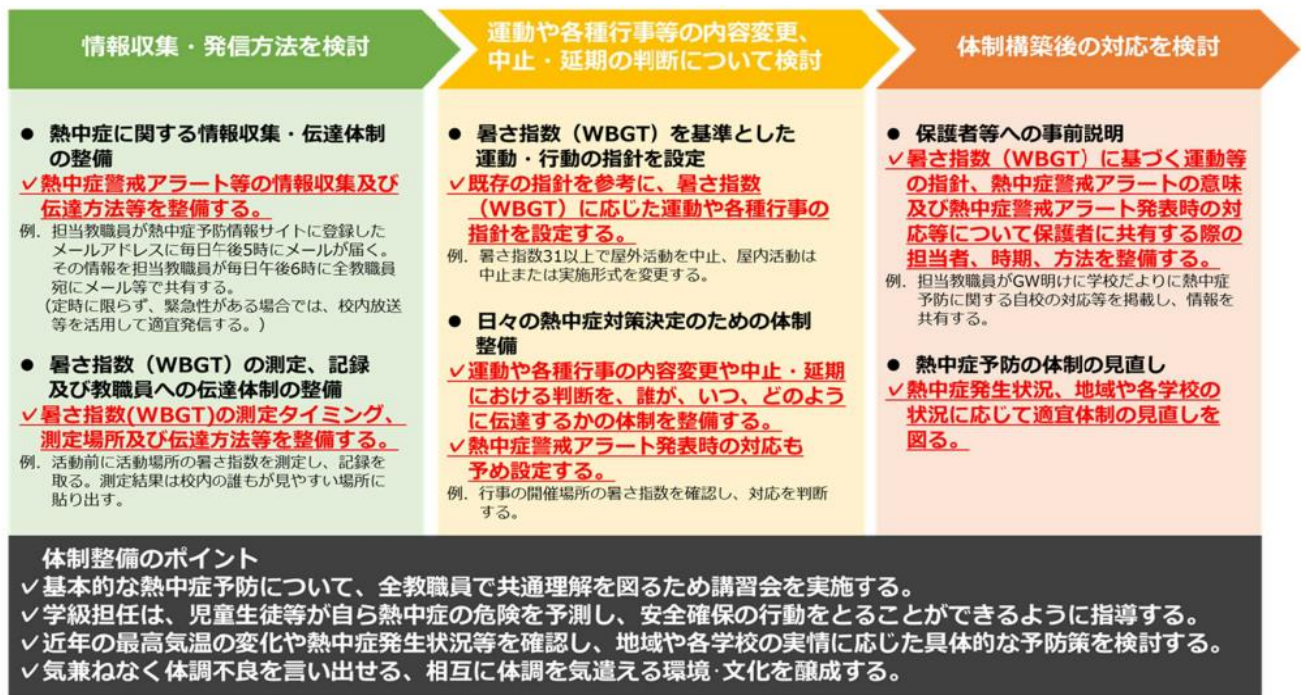 情報収集・発信方法を検討
運動や各種行事等の内容変更、
中止・延期の判断について検討
体制構築後の対応を検討
● 熱中症に関する情報収集・伝達体制
の整備
✓熱中症警戒アラート等の情報収集及び
伝達方法等を整備する。
例．担当教職員が熱中症予防情報サイトに登録した
メールアドレスに毎日午後5時にメールが届く。
その情報を担当教職員が毎日午後6時に全教職員
宛にメール等で共有する。
（定時に限らず、緊急性がある場合では、校内放送
等を活用して適宜発信する。）
● 暑さ指数（WBGT）の測定、記録
及び教職員への伝達体制の整備
✓暑さ指数(WBGT)の測定タイミング、
測定場所及び伝達方法等を整備する。
例．活動前に活動場所の暑さ指数を測定し、記録を
取る。測定結果は校内の誰もが見やすい場所に
貼り出す。
● 暑さ指数（WBGT）を基準とした
運動・行動の指針を設定
✓既存の指針を参考に、暑さ指数
（WBGT）に応じた運動や各種行事の
指針を設定する。
例．暑さ指数31以上で屋外活動を中止、屋内活動は
中止または実施形式を変更する。
● 日々の熱中症対策決定のための体制
整備
✓運動や各種行事の内容変更や中止・延期
における判断を、誰が、いつ、どのよう
に伝達するかの体制を整備する。
✓熱中症警戒アラート発表時の対応も
予め設定する。
例．行事の開催場所の暑さ指数を確認し、対応を判断
する。
● 保護者等への事前説明
✓暑さ指数（WBGT）に基づく運動等
の指針、熱中症警戒アラートの意味
及び熱中症警戒アラート発表時の対
応等について保護者に共有する際の
担当者、時期、方法を整備する。
例．担当教職員がGW明けに学校だよりに熱中症
予防に関する自校の対応等を掲載し、情報を
共有する。
● 熱中症予防の体制の見直し
✓熱中症発生状況、地域や各学校の
状況に応じて適宜体制の見直しを
図る。
体制整備のポイント
✓基本的な熱中症予防について、全教職員で共通理解を図るため講習会を実施する。
✓学級担任は、児童生徒等が自ら熱中症の危険を予測し、安全確保の行動をとることができるように指導する。
✓近年の最高気温の変化や熱中症発生状況等を確認し、地域や各学校の実情に応じた具体的な予防策を検討する。
✓気兼ねなく体調不良を言い出せる、相互に体調を気遣える環境･文化を醸成する。